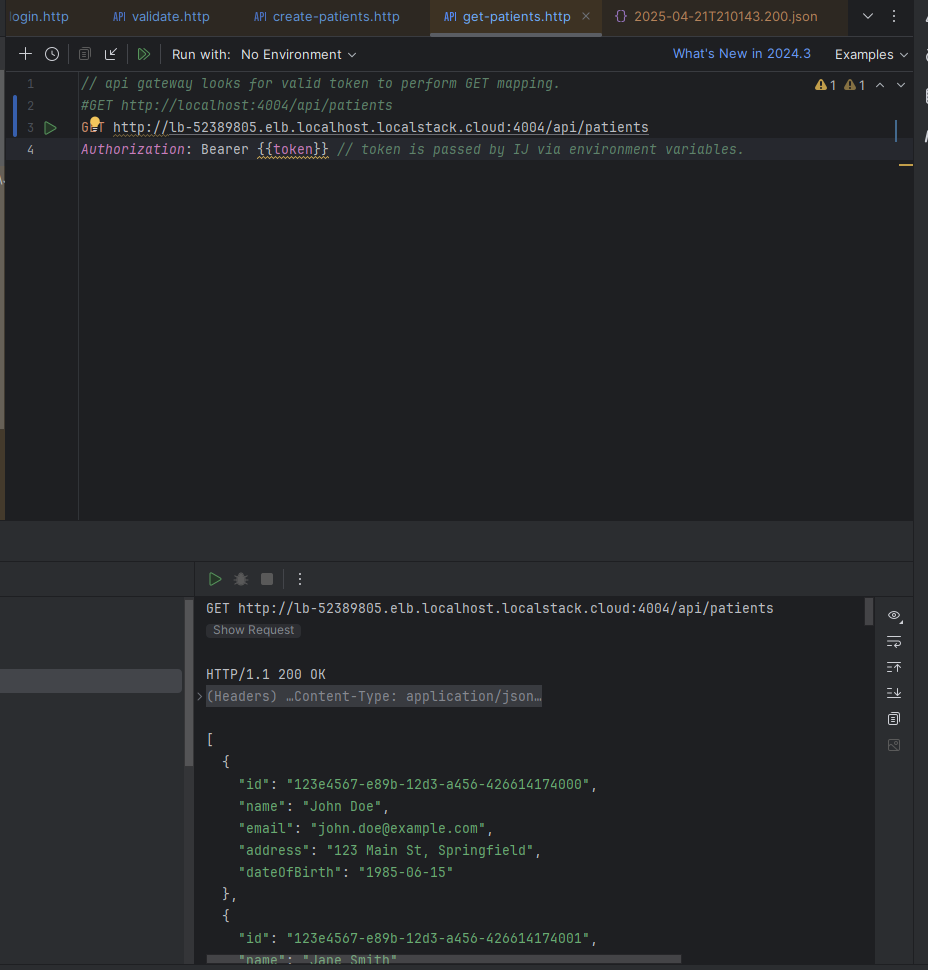 login.http
API validate.http
API create-patients.http
API get-patients.http
{} 2025-04-21T210143.200.json
Run with: No Environment
What's New in 2024.3
Examples
1 // api gateway looks for valid token to perform GET mapping.
1 1
2 #GET http://localhost:4004/api/patients
3 GET http://lb-52389805.elb.localhost.localstack.cloud:4004/api/patients
4 Authorization: Bearer {{token}} // token is passed by IJ via environment variables.
GET http://lb-52389805.elb.localhost.localstack.cloud:4004/api/patients
Show Request
HTTP/1.1 200 OK
(Headers) …Content-Type: application/json…
[
{
"id": "123e4567-e89b-12d3-a456-426614174000",
"name": "John Doe",
"email": "john.doe@example.com",
"address": "123 Main St, Springfield",
"dateOfBirth": "1985-06-15"
},
{
"id": "123e4567-e89b-12d3-a456-426614174001",
"name": "Jane Smith"